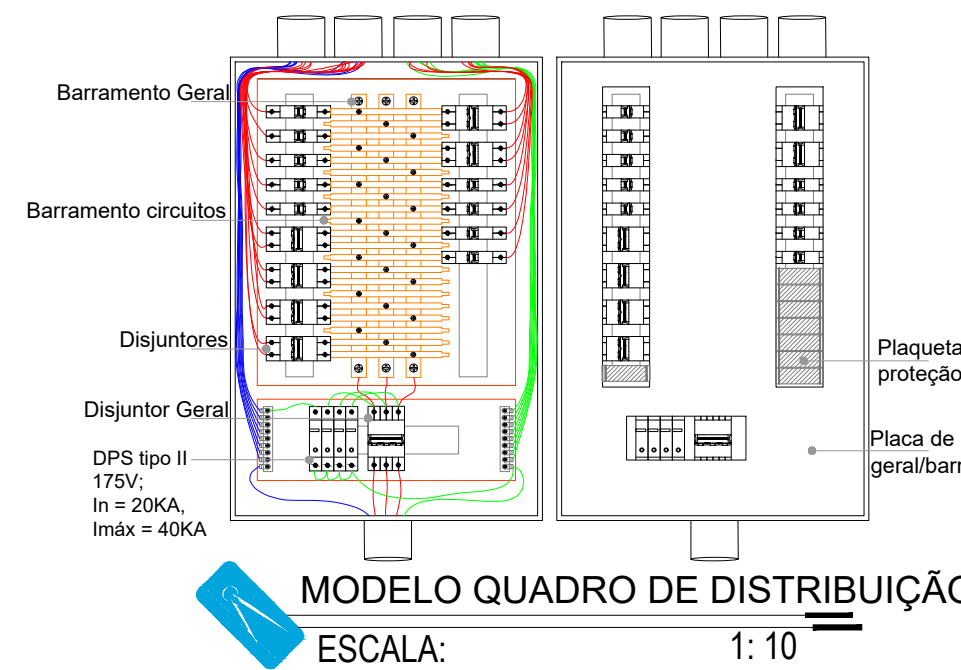 Barramento Geral
Barramento circuitos
Disjuntores
Disjuntor Geral
DPS tipo II
175V;
In = 20KA,
Imáx = 40KA
Plaqueta
proteção
Placa de
geral/barr
MODELO QUADRO DE DISTRIBUIÇÃO
ESCALA:
1: 10